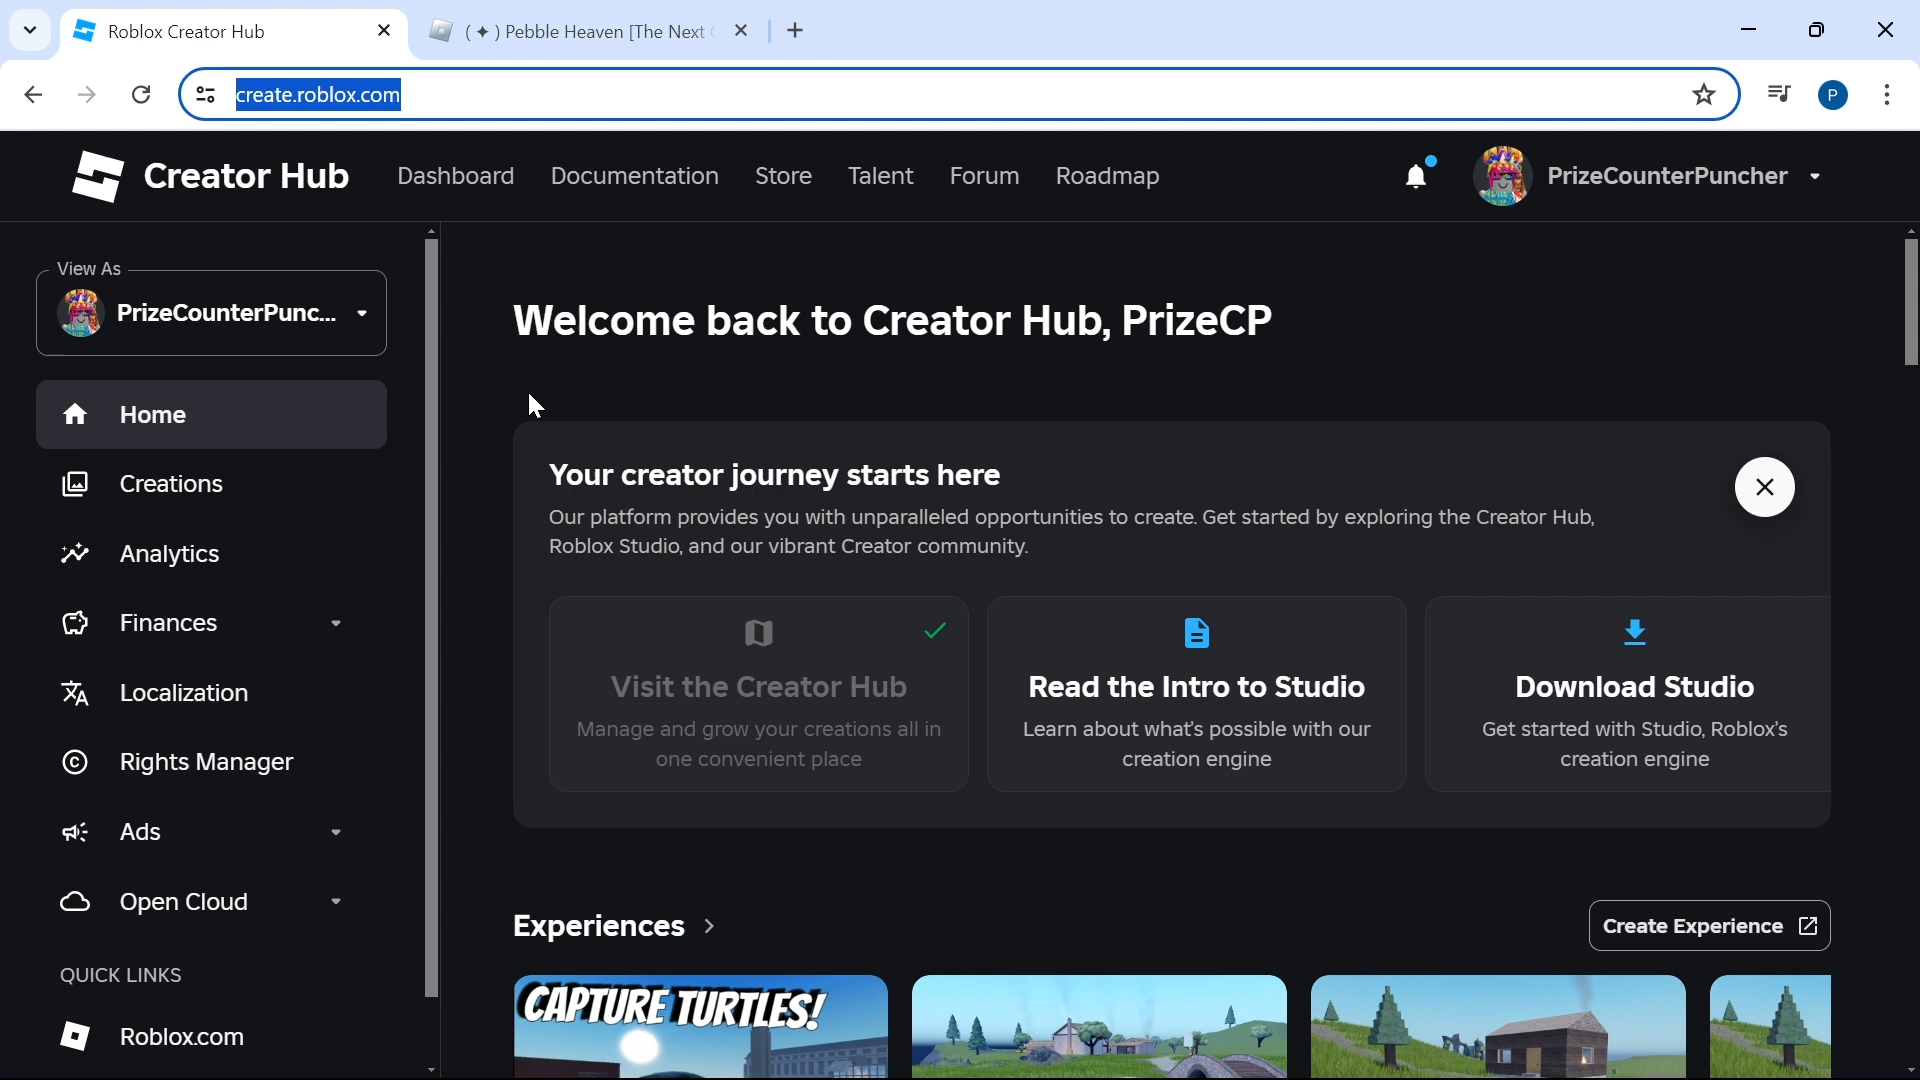 Roblox Creator Hub
( ✦ ) Pebble Heaven [The Next
create.roblox.com
P
Creator Hub
Dashboard
Documentation
Store
Talent
Forum
Roadmap
PrizeCounterPuncher
View As
PrizeCounterPunc...
Home
Creations
Analytics
Finances
Localization
Rights Manager
Ads
Open Cloud
QUICK LINKS
Roblox.com
Welcome back to Creator Hub, PrizeCP
Your creator journey starts here
Our platform provides you with unparalleled opportunities to create. Get started by exploring the Creator Hub,
Roblox Studio, and our vibrant Creator community.
Visit the Creator Hub
Manage and grow your creations all in
one convenient place
Read the Intro to Studio
Learn about what's possible with our
creation engine
Download Studio
Get started with Studio, Roblox's
creation engine
Experiences
Create Experience
CAPTURE TURTLES!